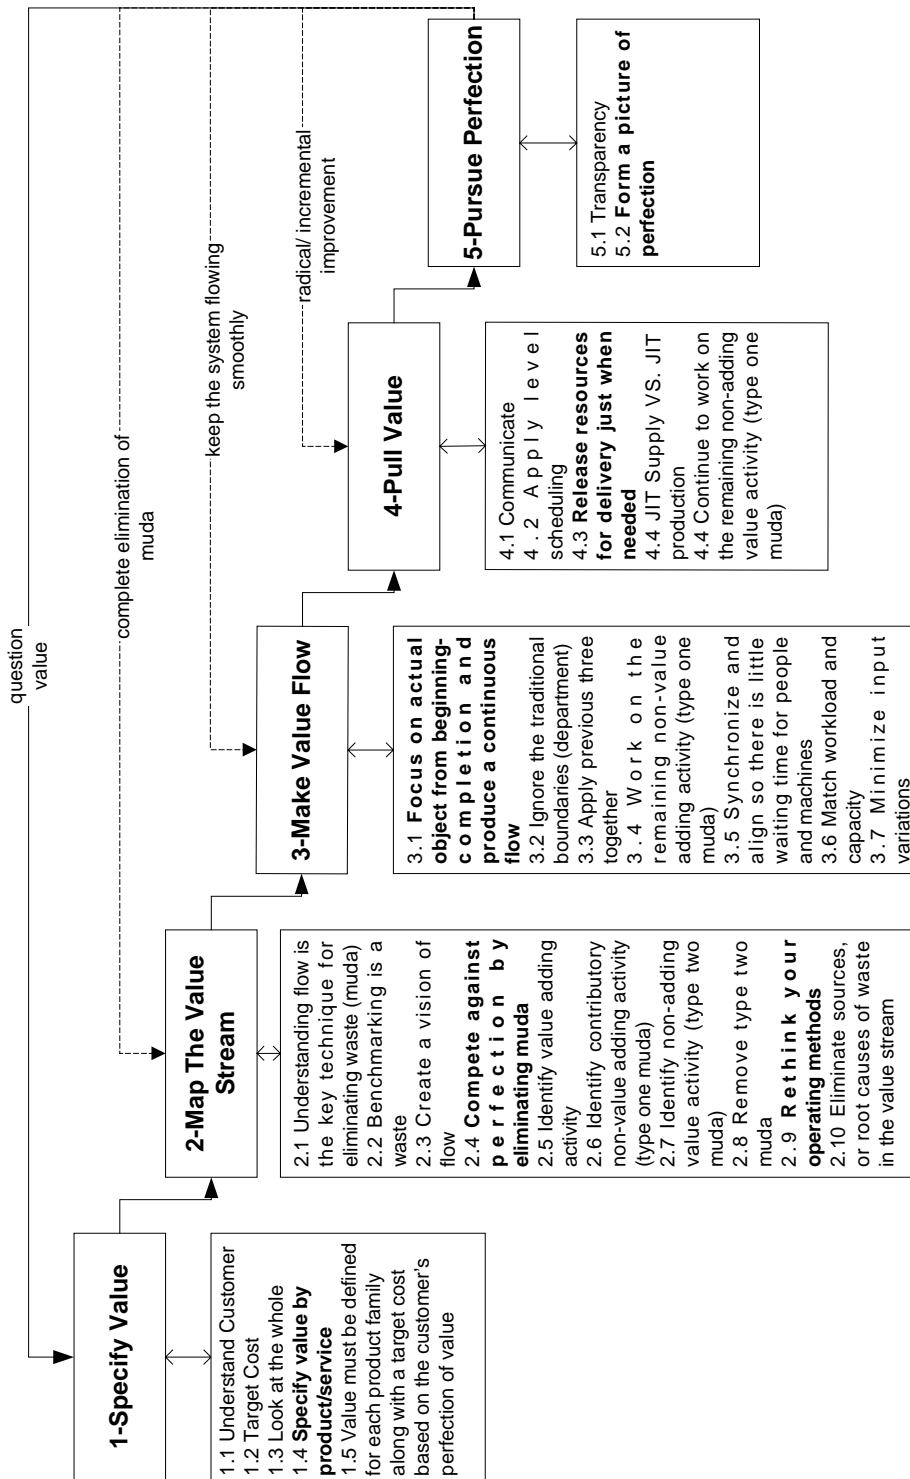 question
value
complete elimination of
muda
keep the system flowing
smoothly
radical/ incremental
improvement
1-Specify Value
1.1 Understand Customer
1.2 Target Cost
1.3 Look at the whole
1.4 Specify value by
product/service
1.5 Value must be defined
for each product family
along with a target cost
based on the customer's
perfection of value
2-Map The Value
Stream
2.1 Understanding flow is
the key technique for
eliminating waste (muda)
2.2 Benchmarking is a
waste
2.3 Create a vision of
flow
2.4 Compete against
perfection by
eliminating muda
2.5 Identify value adding
activity
2.6 Identify contributory
non-value adding activity
(type one muda)
2.7 Identify non-adding
value activity (type two
muda)
2.8 Remove type two
muda
2.9 Rethink your
operating methods
2.10 Eliminate sources,
or root causes of waste
in the value stream
3-Make Value Flow
3.1 Focus on actual
object from beginning-
completion and
produce a continuous
flow
3.2 Ignore the traditional
boundaries (department)
3.3 Apply previous three
together
3.4 Work on the
remaining non-value
adding activity (type one
muda)
3.5 Synchronize and
align so there is little
waiting time for people
and machines
3.6 Match workload and
capacity
3.7 Minimize input
variations
4-Pull Value
4.1 Communicate
4.2 Apply level
scheduling
4.3 Release resources
for delivery just when
needed
4.4 JIT Supply VS. JIT
production
4.4 Continue to work on
the remaining non-adding
value activity (type one
muda)
5-Pursue Perfection
5.1 Transparency
5.2 Form a picture of
perfection